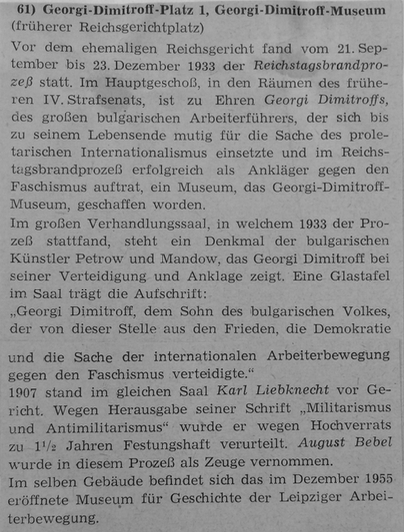 61) Georgi-Dimitroff-Platz 1, Georgi-Dimitroff-Museum
(früherer Reichsgerichtplatz)
Vor dem ehemaligen Reichsgericht fand vom 21. Sep-
tember bis 23. Dezember 1933 der Reichstagsbrandpro-
zeß statt. Im Hauptgeschoß, in den Räumen des frühe-
ren IV. Strafsenats, ist zu Ehren Georgi Dimitroffs,
des großen bulgarischen Arbeiterführers, der sich bis
zu seinem Lebensende mutig für die Sache des prole-
tarischen Internationalismus einsetzte und im Reichs-
tagsbrandprozeß erfolgreich als Ankläger gegen den
Faschismus auftrat, ein Museum, das Georgi-Dimitroff-
Museum, geschaffen worden.
Im großen Verhandlungssaal, in welchem 1933 der Pro-
zeß stattfand, steht ein Denkmal der bulgarischen
Künstler Petrow und Mandow, das Georgi Dimitroff bei
seiner Verteidigung und Anklage zeigt. Eine Glastafel
im Saal trägt die Aufschrift:
„Georgi Dimitroff, dem Sohn des bulgarischen Volkes,
der von dieser Stelle aus den Frieden, die Demokratie
und die Sache der internationalen Arbeiterbewegung
gegen den Faschismus verteidigte.“
1907 stand im gleichen Saal Karl Liebknecht vor Ge-
richt. Wegen Herausgabe seiner Schrift „Militarismus
und Antimilitarismus“ wurde er wegen Hochverrats
zu 1½ Jahren Festungshaft verurteilt. August Bebel
wurde in diesem Prozeß als Zeuge vernommen.
Im selben Gebäude befindet sich das im Dezember 1955
eröffnete Museum für Geschichte der Leipziger Arbei-
terbewegung.